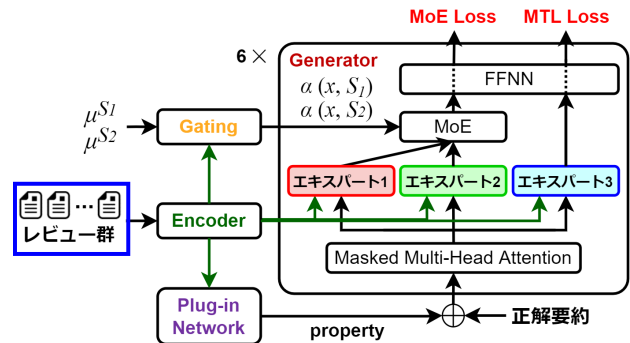 MoE Loss
MTL Loss
6 ×
Generator
FFNN
α (x, S1)
α (x, S2)
μS1
μS2
Gating
MoE
エキスパート1
エキスパート2
エキスパート3
レビュー群
Encoder
Masked Multi-Head Attention
Plug-in
Network
property
正解要約